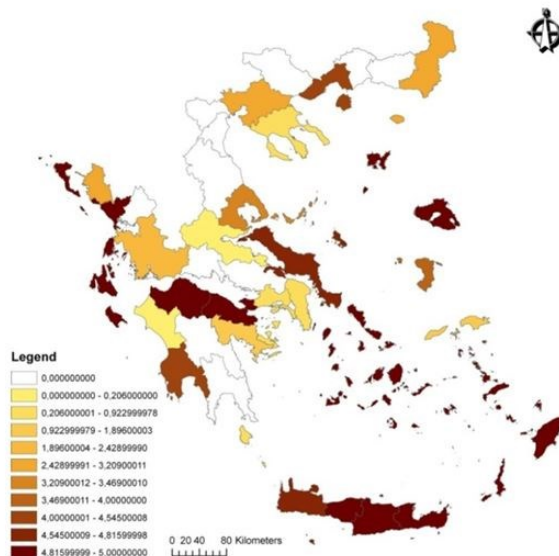 Legend
0,000000000
0,00000000 - 0,206000000
0,206000001 - 0,922999978
0,922999979 - 1,89600003
1,89600004 - 2,42899990
2,42899991 - 3,20900011
3,20900012 - 3,46900010
3,46900011 - 4,00000000
4,00000001 - 4,54500008
4,54500009 - 4,81599998
4,81599999 - 5,00000000
0 20 40 80 Kilometers